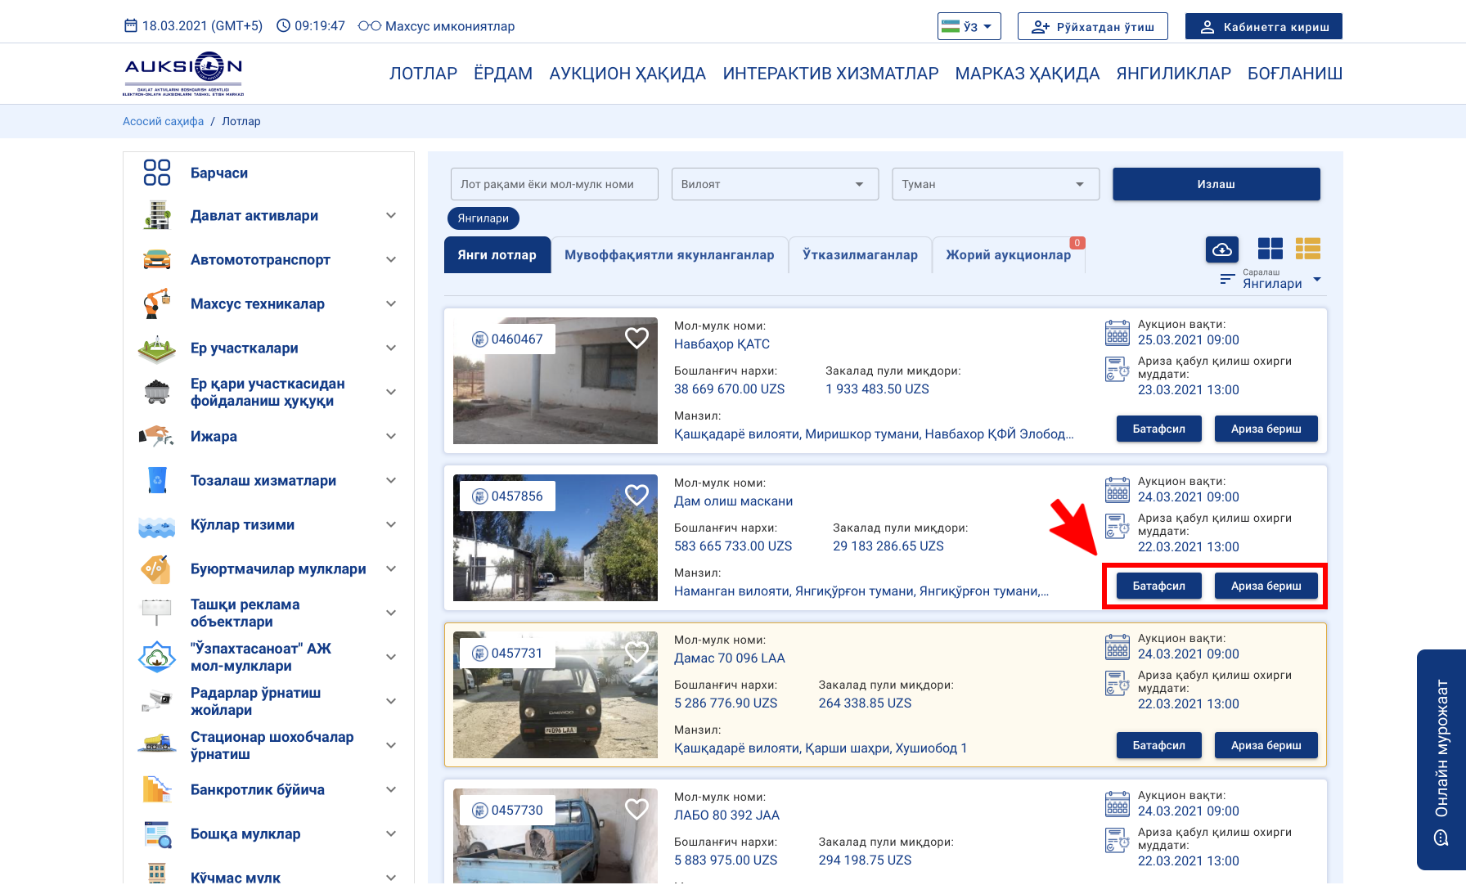 18.03.2021 (GMT+5) 09:19:47 Махсус имкониятлар
ЎЗ Рўйхатдан ўтиш Кабинетга кириш
AUKSION
ЛОТЛАР ЁРДАМ АУКЦИОН ҲАҚИДА ИНТЕРАКТИВ ХИЗМАТЛАР МАРКАЗ ҲАҚИДА ЯНГИЛИКЛАР БОҒЛАНИШ
Асосий саҳифа / Лотлар
Барчаси
Давлат активлари
Автомототранспорт
Махсус техникалар
Ер участкалари
Ер қари участкасидан
фойдаланиш ҳуқуқи
Ижара
Тозалаш хизматлари
Кўллар тизими
Буюртмачилар мулклари
Ташқи реклама
объектлари
"Ўзпахтасаноат" АЖ
мол-мулклари
Радарлар ўрнатиш
жойлари
Стационар шохобчалар
ўрнатиш
Банкротлик бўйича
Бошқа мулклар
Кўчмас мулк
Лот рақами ёки мол-мулк номи
Вилоят
Туман
Излаш
Янгилари
Янги лотлар
Мувоффақиятли якунланганлар
Ўтказилмаганлар
Жорий аукционлар
0
Саралаш
Янгилари
0460467
Мол-мулк номи:
Навбаҳор ҚАТС
Бошланғич нархи: Закалад пули миқдори:
38 669 670.00 UZS 1 933 483.50 UZS
Манзил:
Қашқадарё вилояти, Миришкор тумани, Навбахор ҚФЙ Элобод...
Аукцион вақти:
25.03.2021 09:00
Ариза қабул қилиш охирги
муддати:
23.03.2021 13:00
Батафсил Ариза бериш
0457856
Мол-мулк номи:
Дам олиш маскани
Бошланғич нархи: Закалад пули миқдори:
583 665 733.00 UZS 29 183 286.65 UZS
Манзил:
Наманган вилояти, Янгиқўрғон тумани, Янгиқўрғон тумани,...
Аукцион вақти:
24.03.2021 09:00
Ариза қабул қилиш охирги
муддати:
22.03.2021 13:00
Батафсил Ариза бериш
0457731
Мол-мулк номи:
Дамас 70 096 LAA
Бошланғич нархи: Закалад пули миқдори:
5 286 776.90 UZS 264 338.85 UZS
Манзил:
Қашқадарё вилояти, Қарши шаҳри, Хушиобод 1
Аукцион вақти:
24.03.2021 09:00
Ариза қабул қилиш охирги
муддати:
22.03.2021 13:00
Батафсил Ариза бериш
0457730
Мол-мулк номи:
ЛАБО 80 392 JAA
Бошланғич нархи: Закалад пули миқдори:
5 883 975.00 UZS 294 198.75 UZS
Аукцион вақти:
24.03.2021 09:00
Ариза қабул қилиш охирги
муддати:
22.03.2021 13:00
Онлайн мурожаат